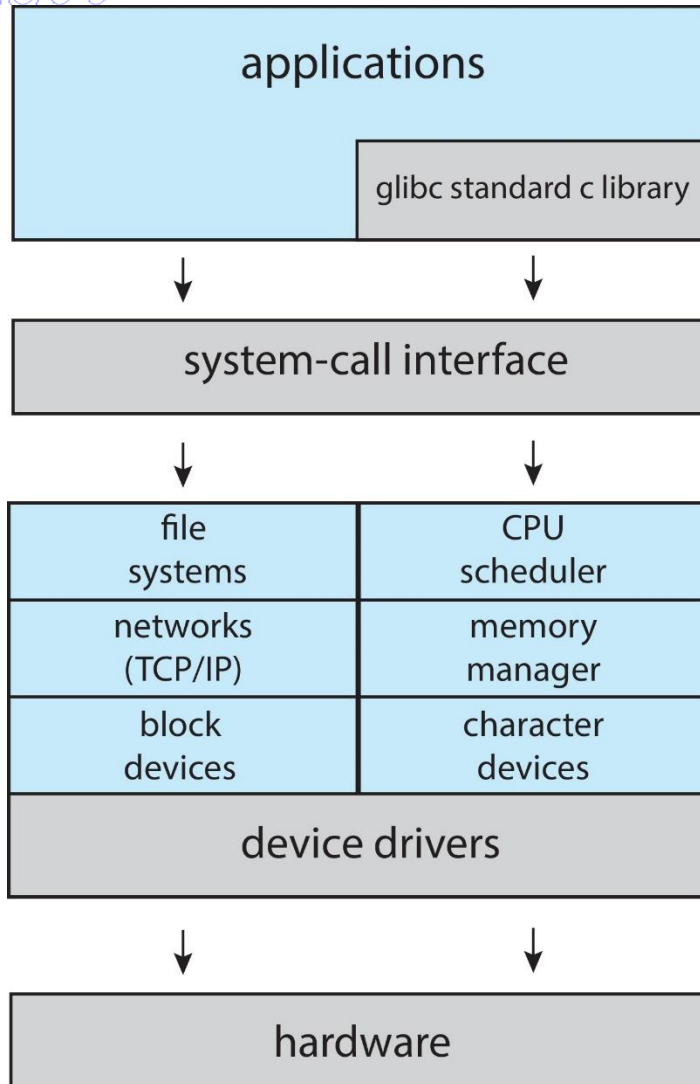 applications
glibc standard c library
system-call interface
file
systems
CPU
scheduler
networks
(TCP/IP)
memory
manager
block
devices
character
devices
device drivers
hardware